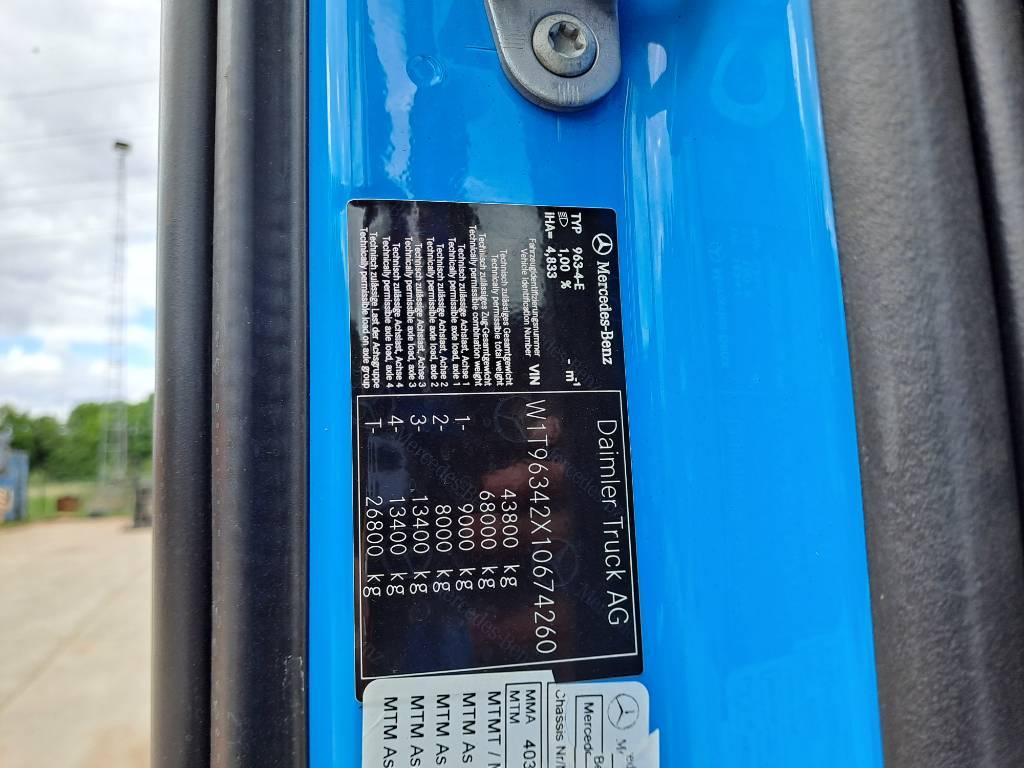 Mercedes-Benz
Daimler Truck AG
TYP 963-4-E
1,00 % - m⁻¹
iHA= 4,833
Fahrzeugidentifizierungsnummer
Vehicle Identification Number VIN W1T96342X10674260
Technisch zulässiges Gesamtgewicht
Technically permissible total weight 43800 kg
Technisch zulässiges Zug-Gesamtgewicht
Technically permissible combination weight 68000 kg
Technisch zulässige Achslast, Achse 1
Technically permissible axle load, axle 1 1- 9000 kg
Technisch zulässige Achslast, Achse 2
Technically permissible axle load, axle 2 2- 8000 kg
Technisch zulässige Achslast, Achse 3
Technically permissible axle load, axle 3 3- 13400 kg
Technisch zulässige Achslast, Achse 4
Technically permissible axle load, axle 4 4- 13400 kg
Technisch zulässige Last der Achsgruppe
Technically permissible load on axle group T- 26800 kg
Mercedes
Chassis Nr/
MMA 403
MTM
MTMT /
MTM As
MTM As
MTM As
MTM As